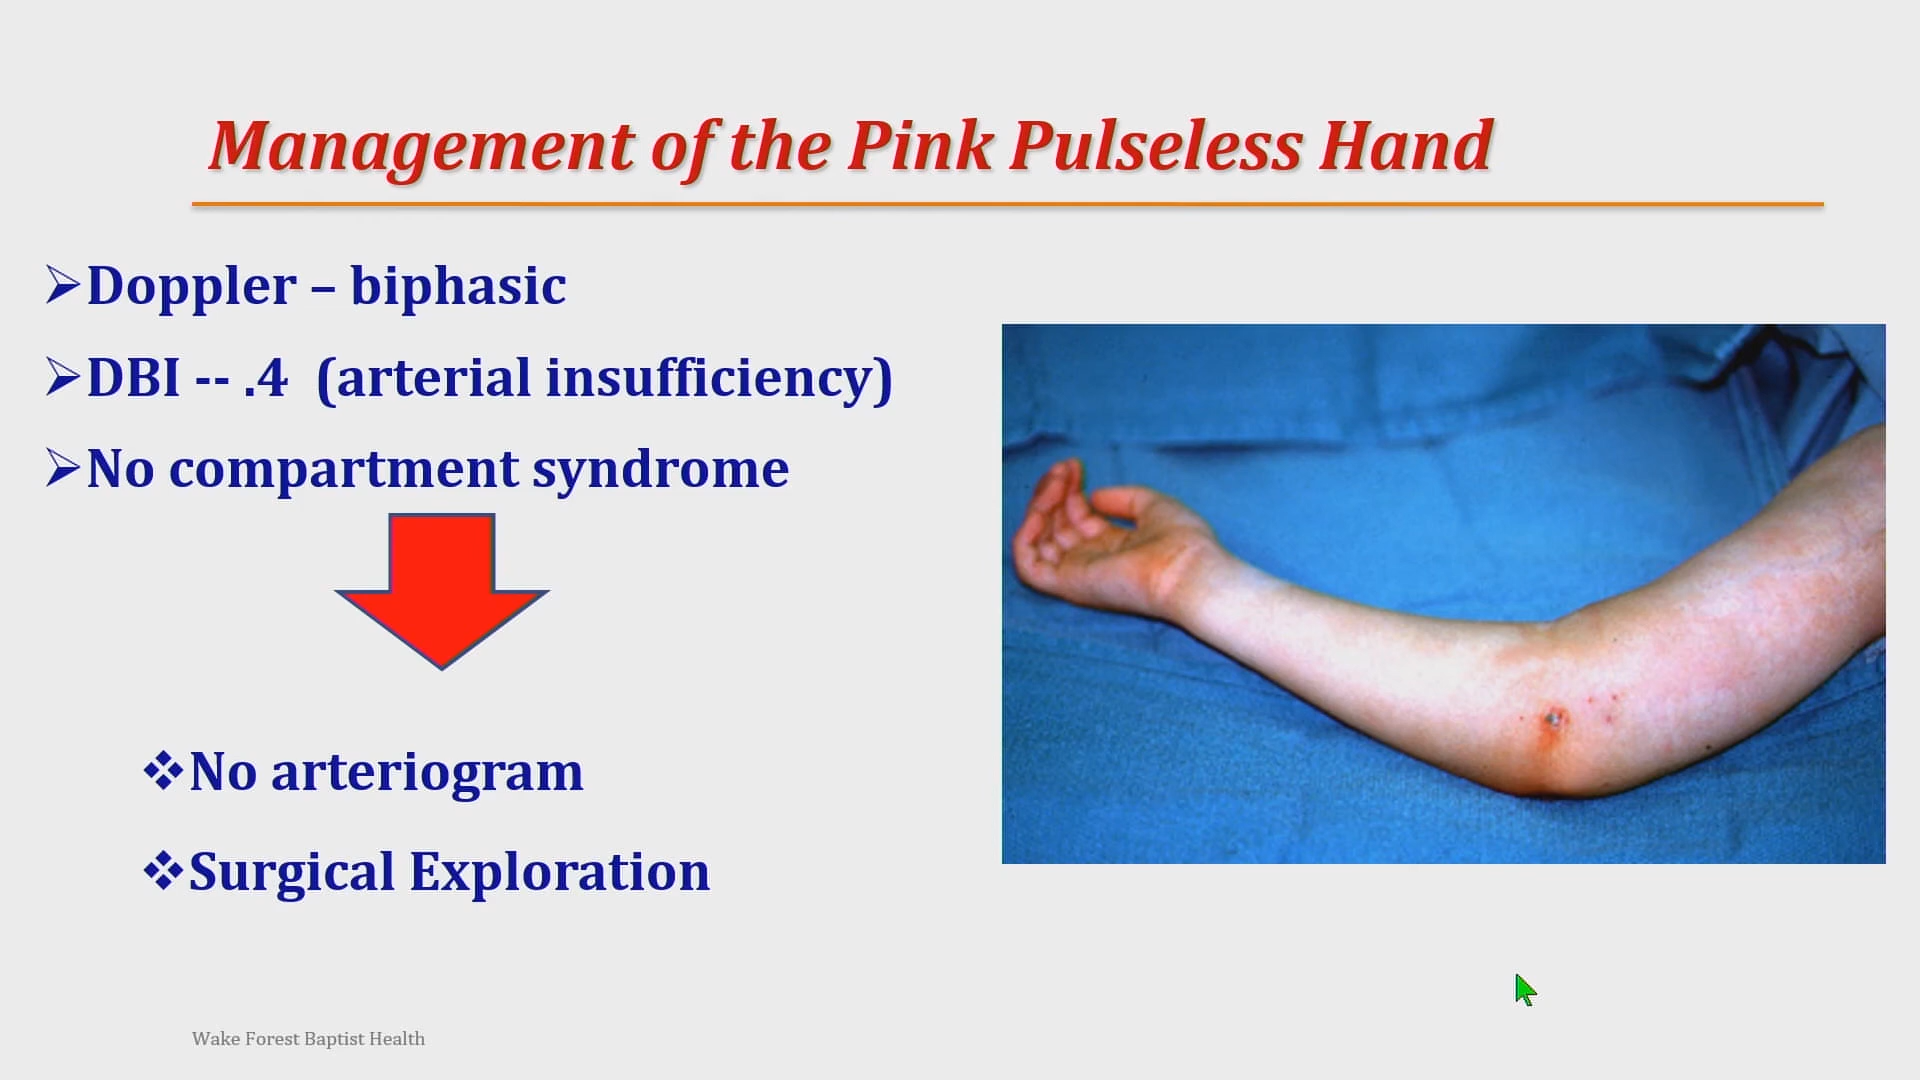 Management of the Pink Pulseless Hand
Doppler – biphasic
DBI -- .4 (arterial insufficiency)
No compartment syndrome
No arteriogram
Surgical Exploration
Wake Forest Baptist Health